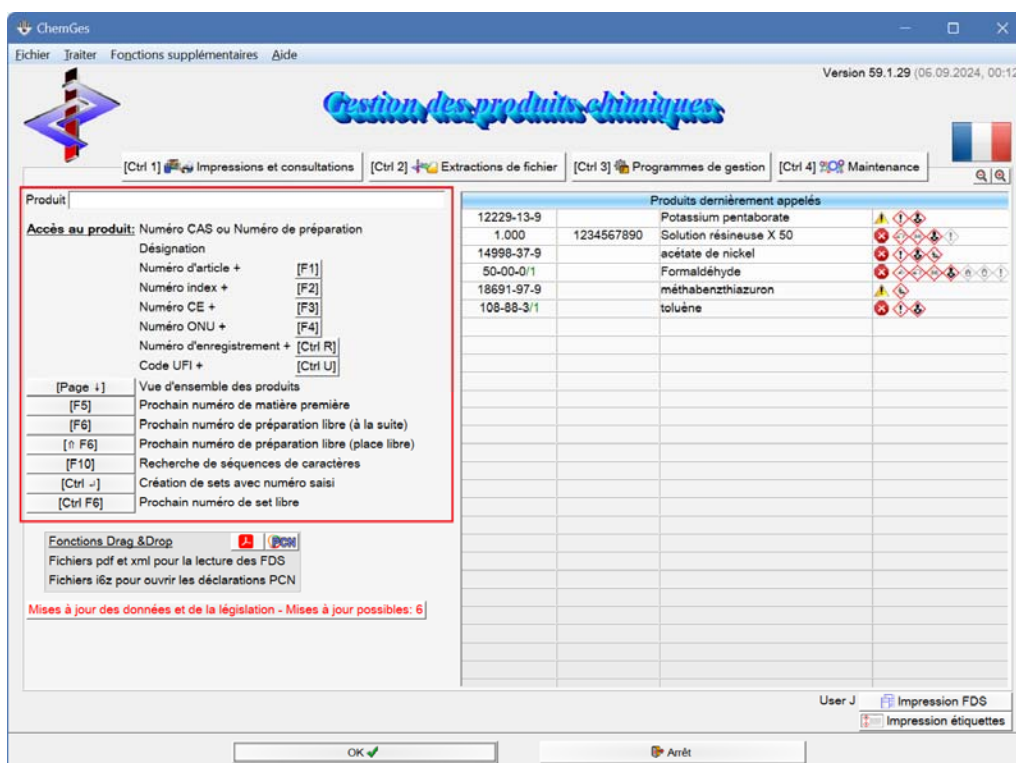 ChemGes
Fichier Traiter Fonctions supplémentaires Aide
Version 59.1.29 (06.09.2024, 00:12
Gestion des produits chimiques
[Ctrl 1] Impressions et consultations [Ctrl 2] Extractions de fichier [Ctrl 3] Programmes de gestion [Ctrl 4] Maintenance
Produit
Accès au produit: Numéro CAS ou Numéro de préparation
Désignation
Numéro d'article + [F1]
Numéro index + [F2]
Numéro CE + [F3]
Numéro ONU + [F4]
Numéro d'enregistrement + [Ctrl R]
Code UFI + [Ctrl U]
[Page ↓] Vue d'ensemble des produits
[F5] Prochain numéro de matière première
[F6] Prochain numéro de préparation libre (à la suite)
[⇧ F6] Prochain numéro de préparation libre (place libre)
[F10] Recherche de séquences de caractères
[Ctrl ↵] Création de sets avec numéro saisi
[Ctrl F6] Prochain numéro de set libre
Fonctions Drag &Drop PCN
Fichiers pdf et xml pour la lecture des FDS
Fichiers i6z pour ouvrir les déclarations PCN
Mises à jour des données et de la législation - Mises à jour possibles: 6
Produits dernièrement appelés
12229-13-9 Potassium pentaborate
1.000 1234567890 Solution résineuse X 50
14998-37-9 acétate de nickel
50-00-0/1 Formaldéhyde
18691-97-9 méthabenzthiazuron
108-88-3/1 toluène
User J Impression FDS
Impression étiquettes
OK Arrêt